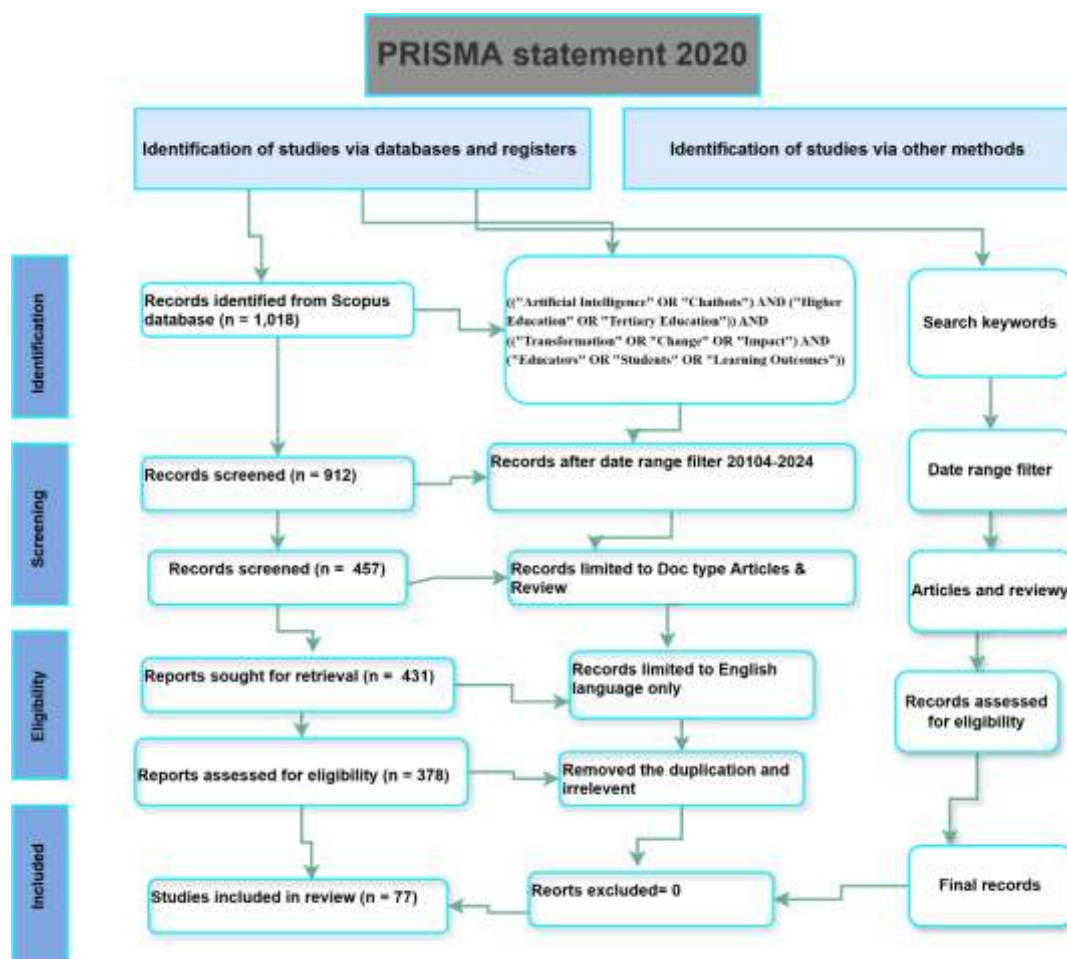 PRISMA statement 2020
Identification of studies via databases and registers
Identification of studies via other methods
Identification
Records identified from Scopus
database (n = 1,018)
(("Artificial Intelligence" OR "Chatbots") AND ("Higher
Education" OR "Tertiary Education")) AND
(("Transformation" OR "Change" OR "Impact") AND
("Educators" OR "Students" OR "Learning Outcomes"))
Search keywords
Screening
Records screened (n = 912)
Records after date range filter 20104-2024
Date range filter
Records screened (n = 457)
Records limited to Doc type Articles &
Review
Articles and reviewy
Eligibility
Reports sought for retrieval (n = 431)
Records limited to English
language only
Records assessed
for eligibility
Reports assessed for eligibility (n = 378)
Removed the duplication and
irrelevent
Included
Studies included in review (n = 77)
Reorts excluded= 0
Final records